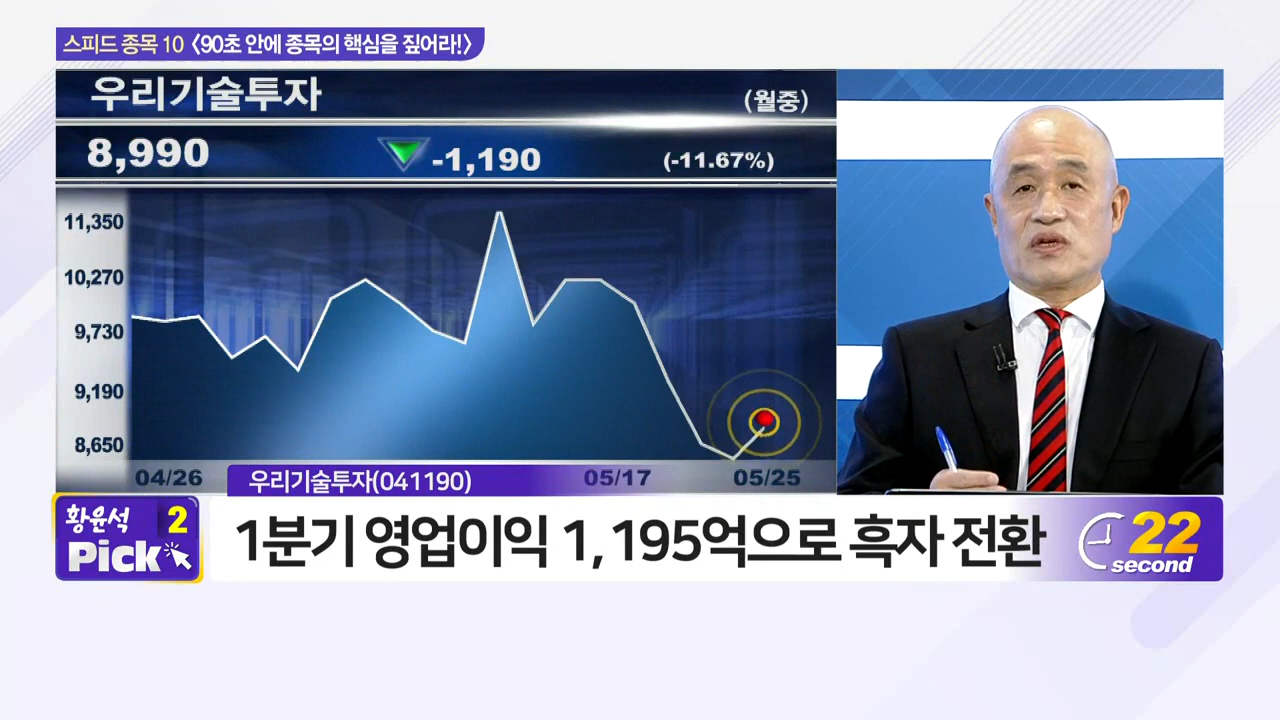 스피드 종목 10 <90초 안에 종목의 핵심을 짚어라!>
우리기술투자
(월중)
8,990
-1,190
(-11.67%)
11,350
10,270
9,730
9,190
8,650
04/26
05/17
05/25
우리기술투자(041190)
황윤석 2
Pick
1분기 영업이익 1,195억으로 흑자 전환
22
second